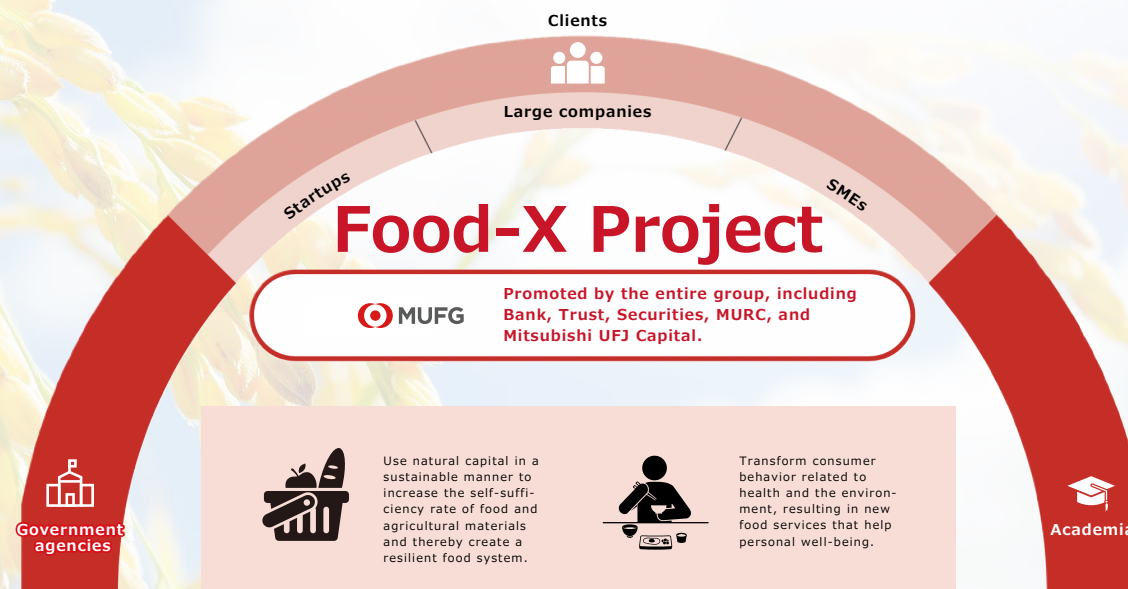 Clients
Large companies
Startups
SMEs
Food-X Project
MUFG
Promoted by the entire group, including
Bank, Trust, Securities, MURC, and
Mitsubishi UFJ Capital.
Use natural capital in a
sustainable manner to
increase the self-suffi-
ciency rate of food and
agricultural materials
and thereby create a
resilient food system.
Transform consumer
behavior related to
health and the environ-
ment, resulting in new
food services that help
personal well-being.
Government
agencies
Academia